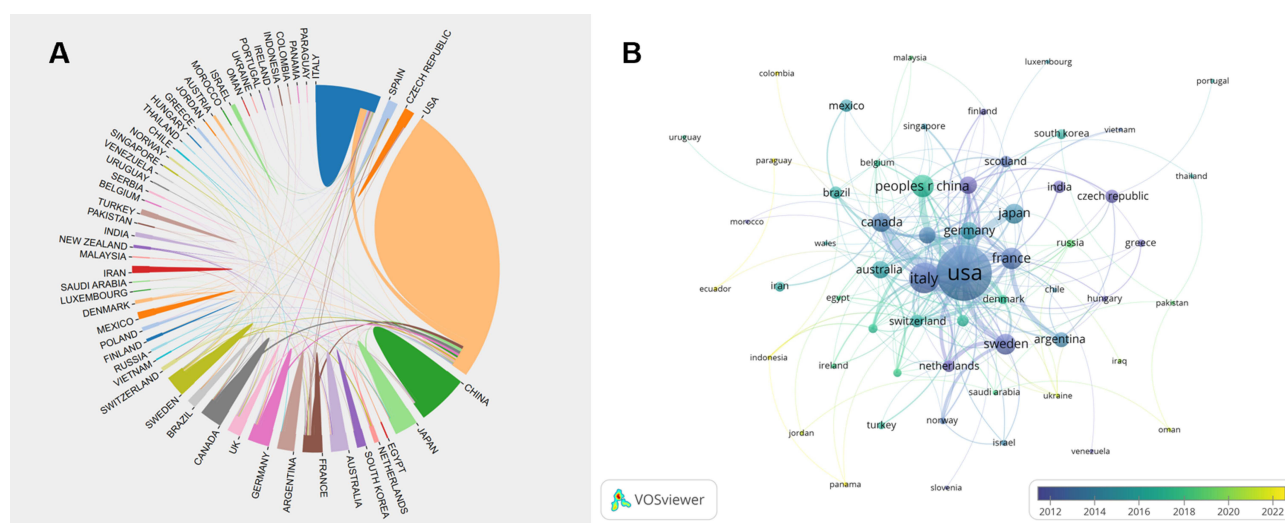 A
PARAGUAY
PANAMA
COLOMBIA
INDONESIA
IRELAND
PORTUGAL
UKRAINE
OMAN
ISRAEL
MOROCCO
AUSTRIA
JORDAN
GREECE
HUNGARY
THAILAND
CHILE
NORWAY
SINGAPORE
VENEZUELA
URUGUAY
SERBIA
BELGIUM
TURKEY
PAKISTAN
INDIA
NEW ZEALAND
MALAYSIA
IRAN
SAUDI ARABIA
LUXEMBOURG
DENMARK
MEXICO
POLAND
FINLAND
RUSSIA
VIETNAM
SWITZERLAND
SWEDEN
BRAZIL
CANADA
UK
GERMANY
ARGENTINA
FRANCE
AUSTRALIA
SOUTH KOREA
NETHERLANDS
EGYPT
JAPAN
CHINA
USA
CZECH REPUBLIC
SPAIN
ITALY
B
malaysia
luxembourg
colombia
portugal
mexico
finland
singapore
south korea
vietnam
uruguay
paraguay
belgium
scotland
thailand
brazil
peoples r china
india
czech republic
morocco
canada
japan
germany
wales
russia
greece
australia
italy
usa
france
iran
ecuador
egypt
denmark
chile
hungary
pakistan
switzerland
sweden
argentina
indonesia
ireland
netherlands
iraq
saudi arabia
ukraine
jordan
turkey
norway
israel
oman
venezuela
panama
slovenia
VOSviewer
2012 2014 2016 2018 2020 2022